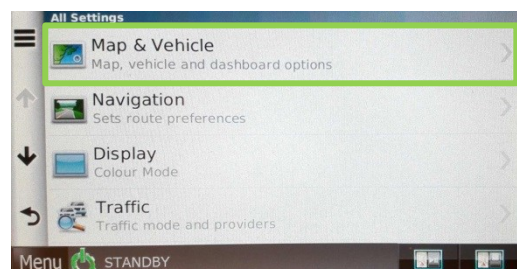 All Settings
Map & Vehicle
Map, vehicle and dashboard options
Navigation
Sets route preferences
Display
Colour Mode
Traffic
Traffic mode and providers
Menu STANDBY